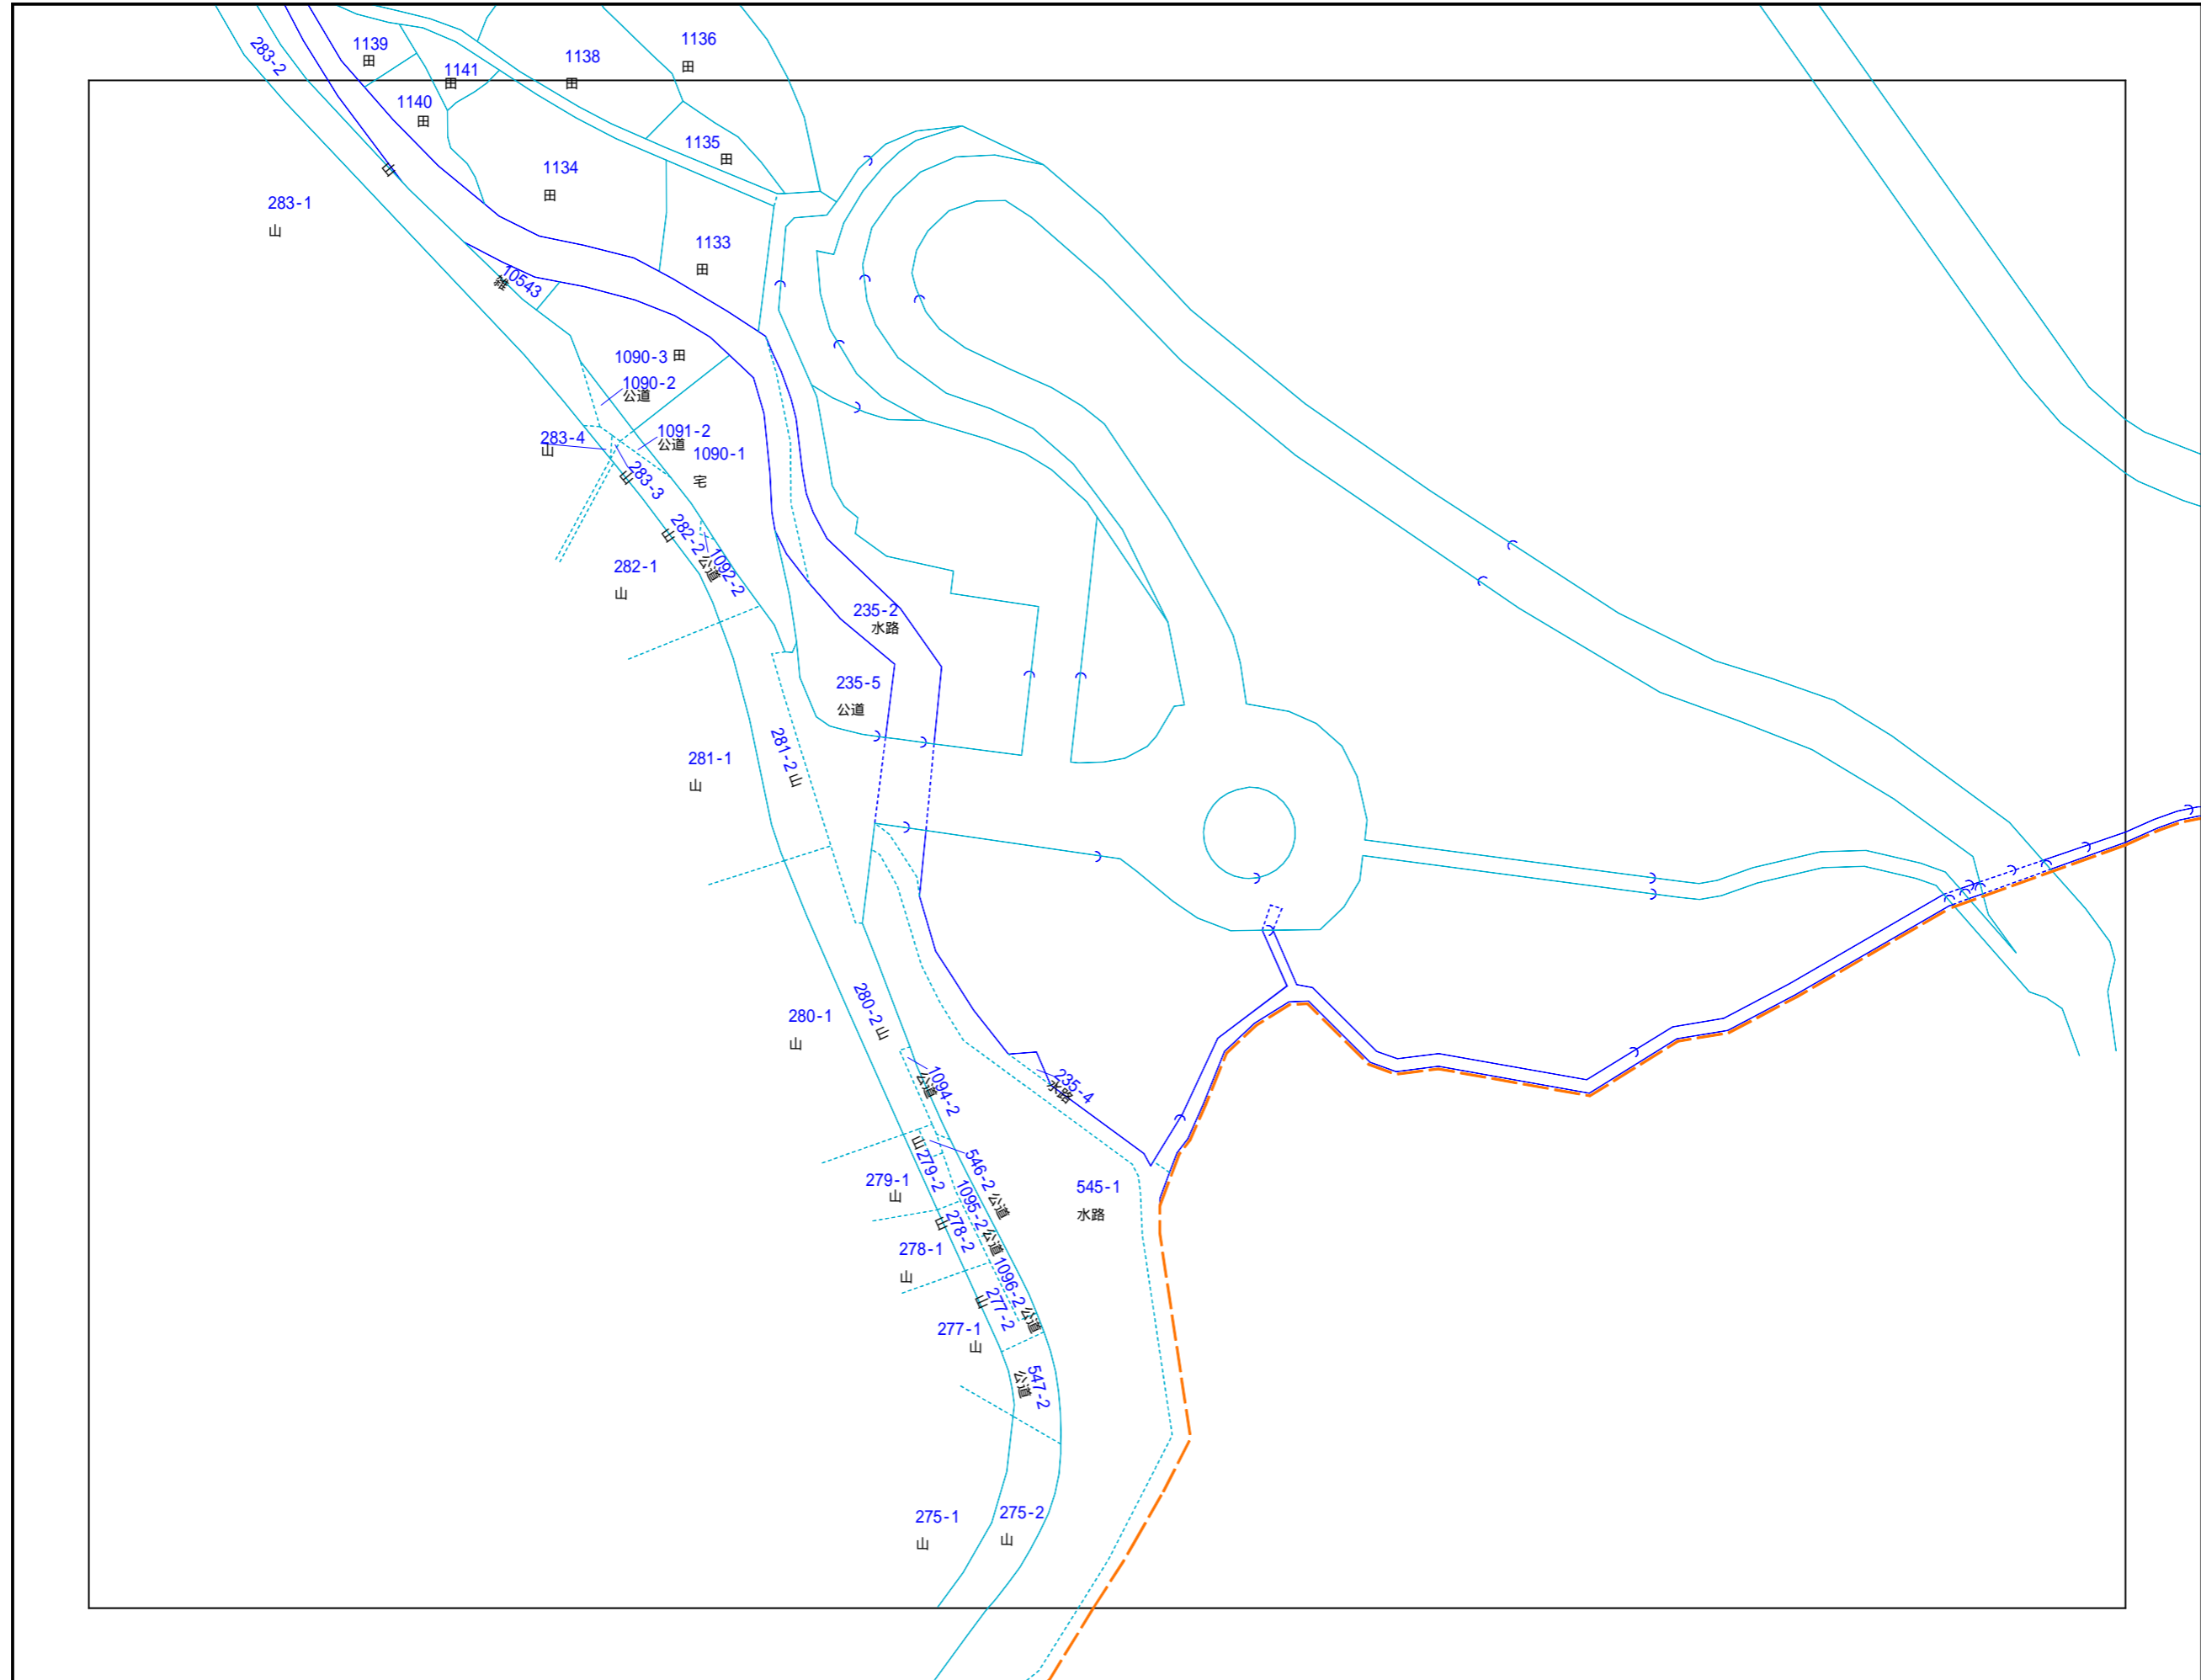 283-2
1139
田
1141
田
1138
田
1136
田
1140
田
1135
田
1134
田
山
283-1
山
1133
田
10543
雑
1090-3 田
1090-2
公道
283-4
山
1091-2
公道
1090-1
宅
283-3
山
282-2
山
1092-2
公道
282-1
山
235-2
水路
235-5
公道
281-1
山
281-2
山
280-1
山
280-2
山
1094-2
公道
235-4
水路
279-1
山
279-2
山
546-2
公道
545-1
水路
1095-2
公道
278-1
山
278-2
山
1096-2
公道
277-1
山
277-2
山
547-2
公道
275-1
山
275-2
山